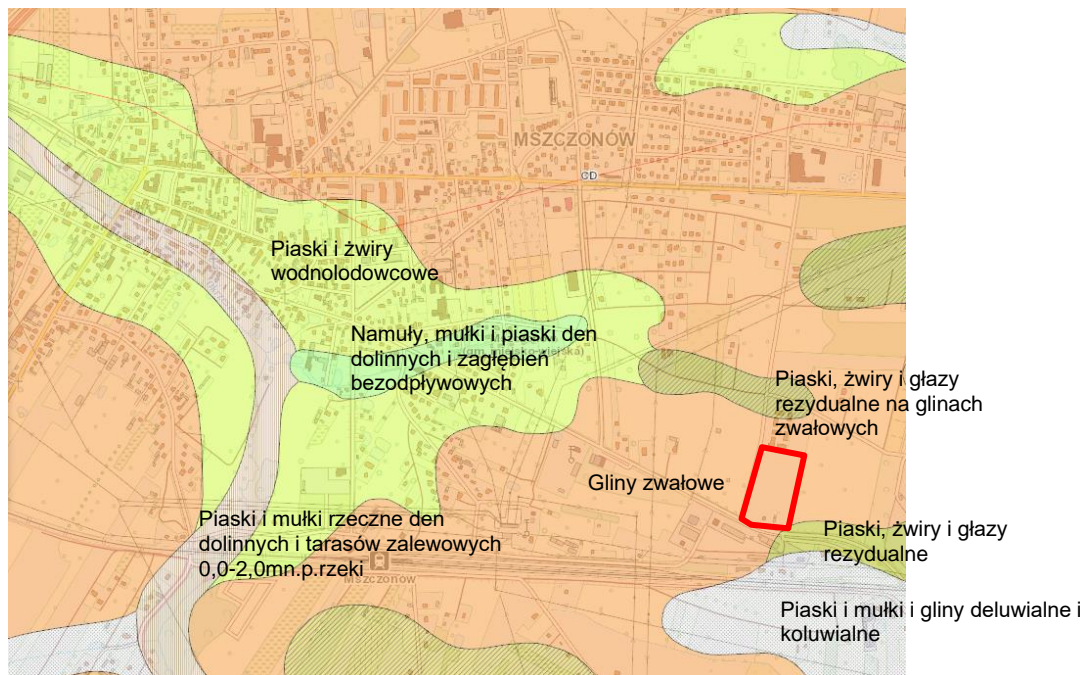 MSZCZONÓW
CD
Piaski i żwiry
wodnolodowcowe
Namuły, mułki i piaski den
dolinnych i zagłębień
bezodpływowych
Piaski, żwiry i głazy
rezydualne na glinach
zwałowych
Gliny zwałowe
Piaski i mułki rzeczne den
dolinnych i tarasów zalewowych
0,0-2,0mn.p.rzeki
Mszczonów
Piaski, żwiry i głazy
rezydualne
Piaski i mułki i gliny deluwialne i
koluwialne